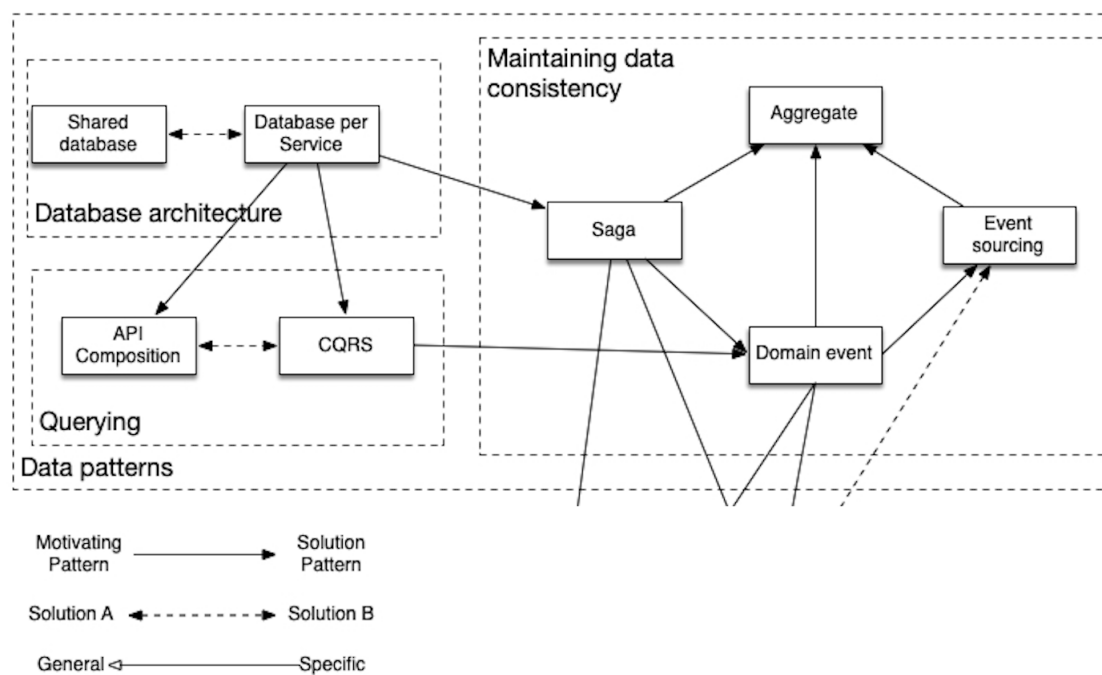 Maintaining data
consistency
Shared
database
Database per
Service
Aggregate
Database architecture
Saga
Event
sourcing
API
Composition
CQRS
Domain event
Querying
Data patterns
Motivating
Pattern
Solution
Pattern
Solution A
Solution B
General
Specific